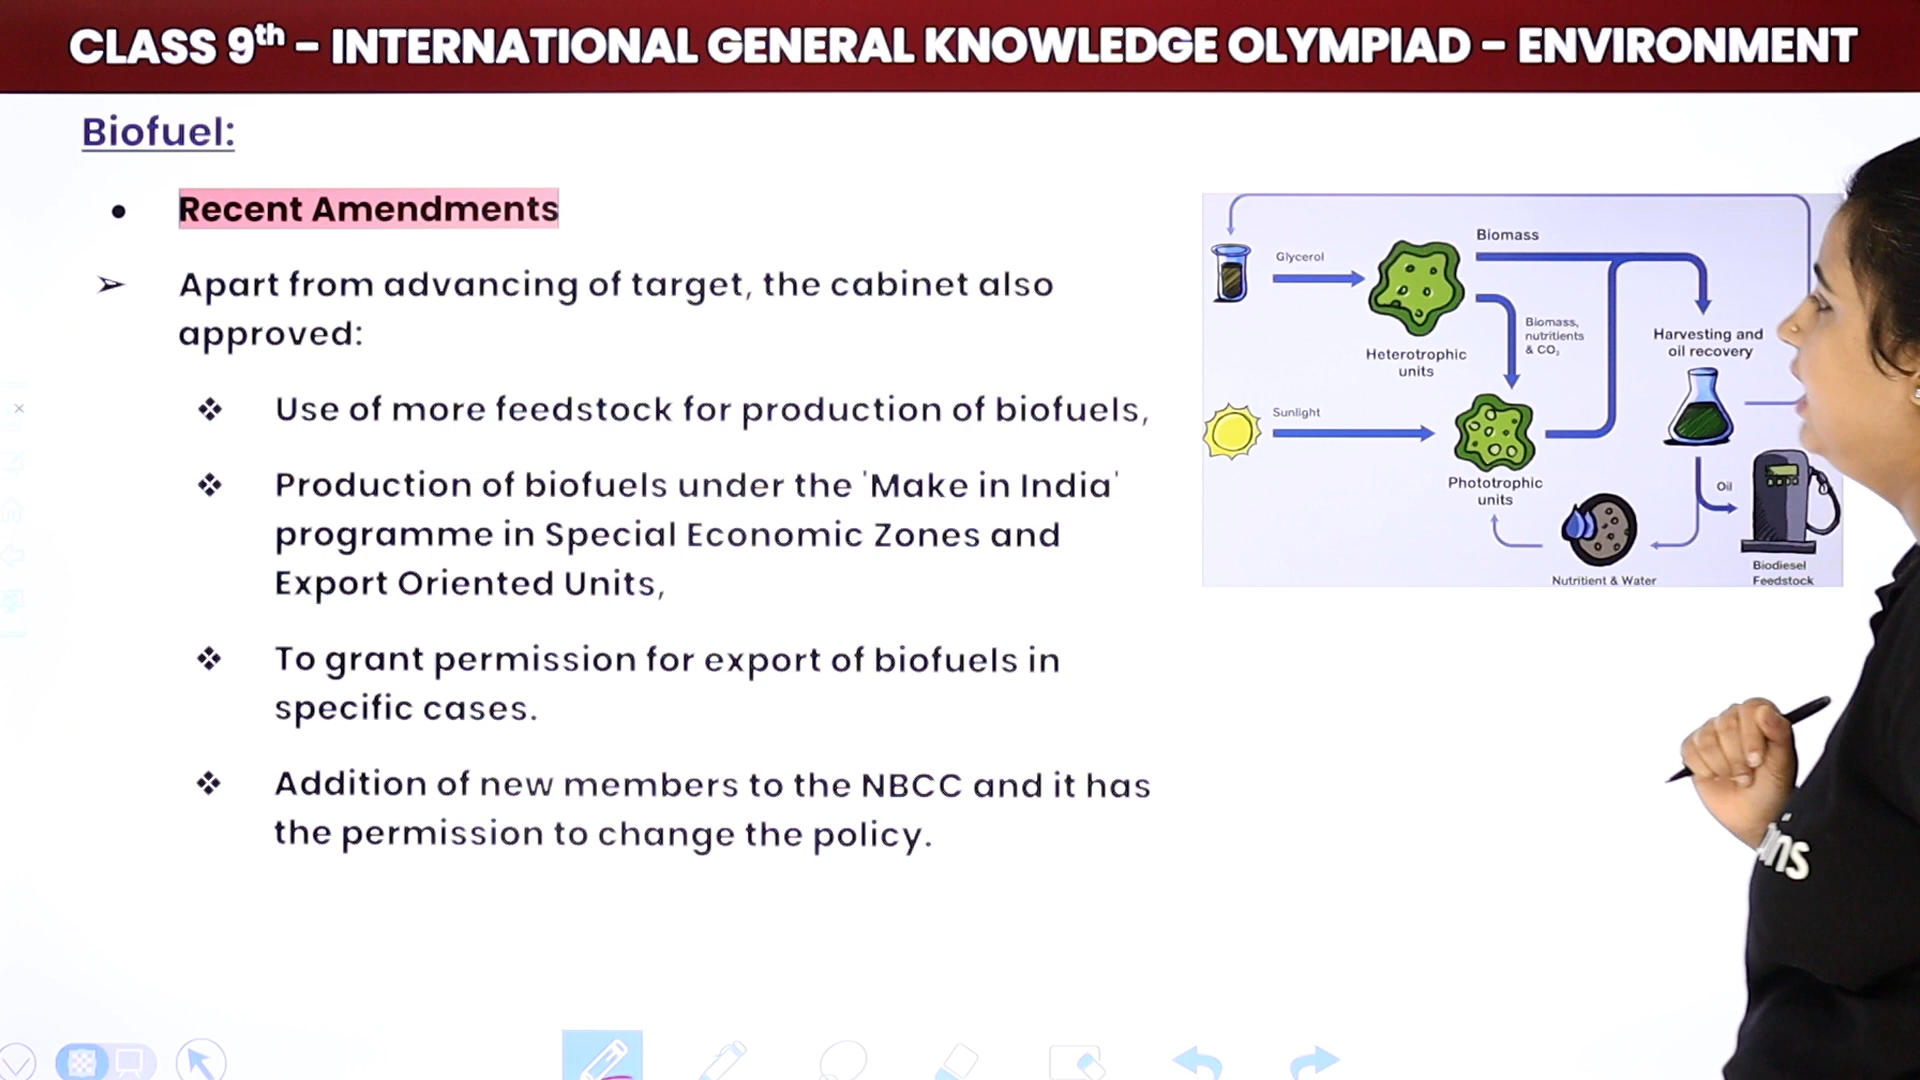 CLASS 9th – INTERNATIONAL GENERAL KNOWLEDGE OLYMPIAD – ENVIRONMENT
Biofuel:
• Recent Amendments
➢ Apart from advancing of target, the cabinet also
approved:
❖ Use of more feedstock for production of biofuels,
❖ Production of biofuels under the 'Make in India'
programme in Special Economic Zones and
Export Oriented Units,
❖ To grant permission for export of biofuels in
specific cases.
❖ Addition of new members to the NBCC and it has
the permission to change the policy.
Biomass
Glycerol
Biomass,
nutritients
& CO₂
Heterotrophic
units
Harvesting and
oil recovery
Sunlight
Phototrophic
units
Oil
Nutritient & Water
Biodiesel
Feedstock